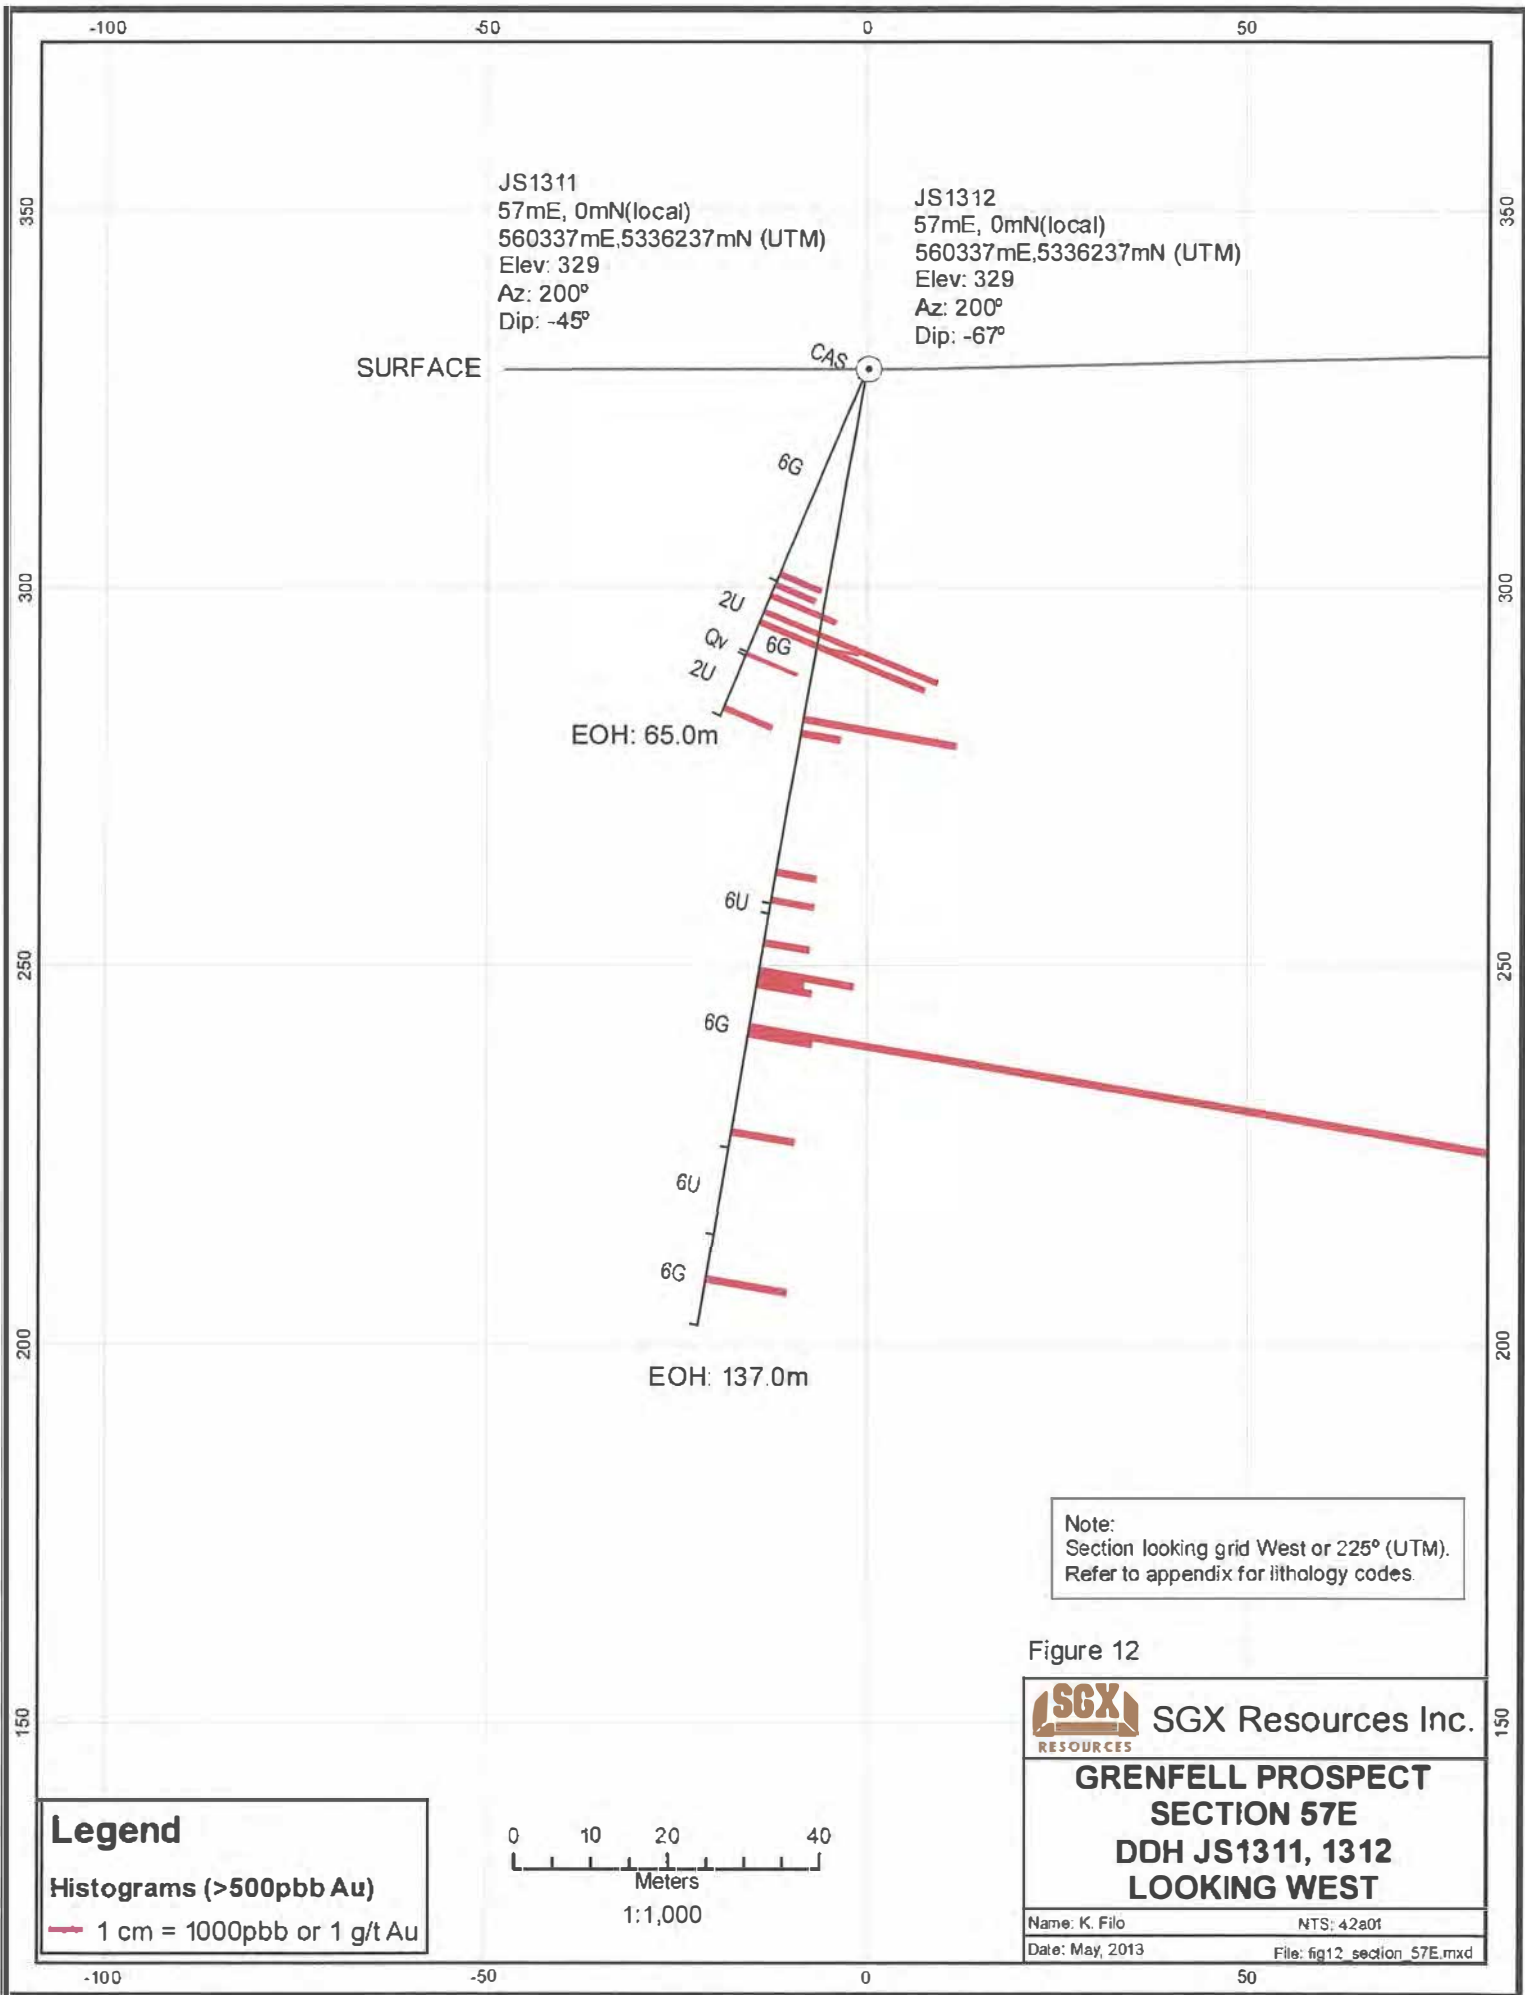 -100
-50
0
50
350
350
JS1311
57mE, 0mN(local)
560337mE,5336237mN (UTM)
Elev: 329
Az: 200º
Dip: -45º
JS1312
57mE, 0mN(local)
560337mE,5336237mN (UTM)
Elev: 329
Az: 200º
Dip: -67º
SURFACE
CAS
6G
300
300
2U
Qv
6G
2U
EOH: 65.0m
6U
250
250
6G
6U
6G
200
200
EOH: 137.0m
Note:
Section looking grid West or 225º (UTM).
Refer to appendix for lithology codes.
Figure 12
SGX
RESOURCES
SGX Resources Inc.
150
150
GRENFELL PROSPECT
SECTION 57E
DDH JS1311, 1312
LOOKING WEST
Name: K. Filo
NTS: 42a01
Date: May, 2013
File: fig12_section_57E.mxd
Legend
Histograms (>500pbb Au)
1 cm = 1000pbb or 1 g/t Au
0 10 20 40
Meters
1:1,000
-100
-50
0
50